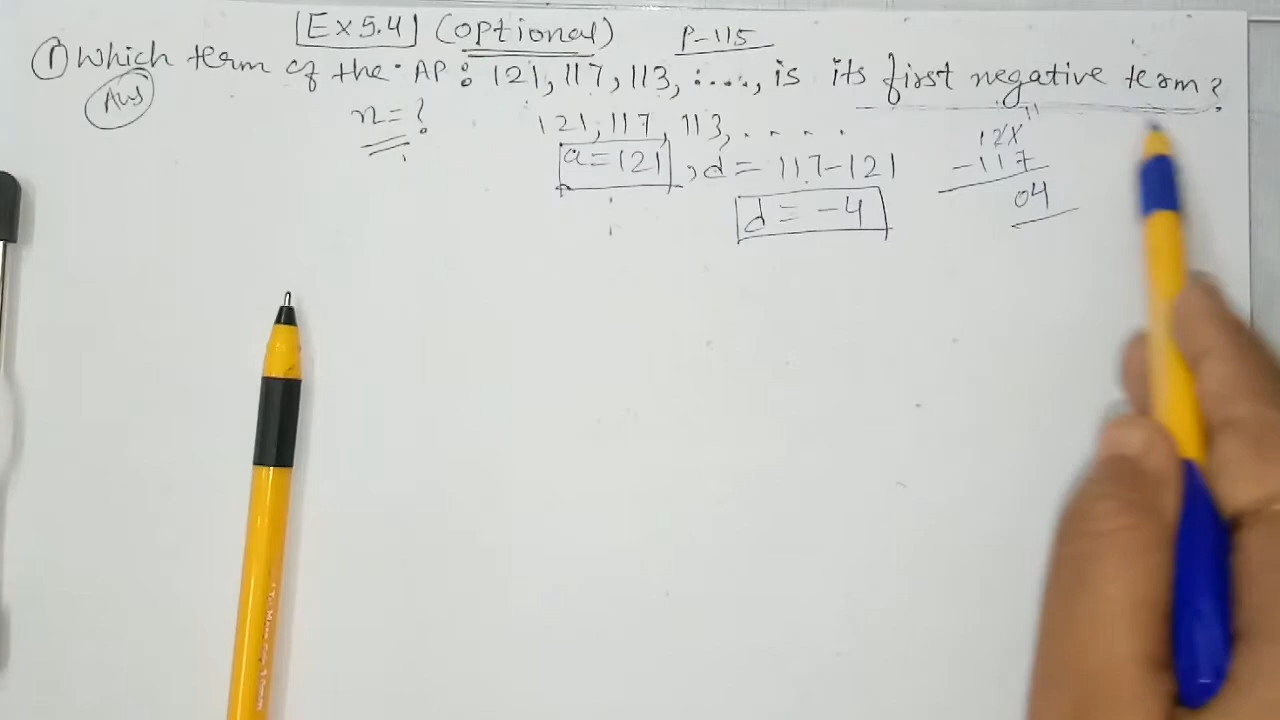 [Ex 5.4] (optional) P-115
① Which term of the AP: 121, 117, 113, ...., is its first negative term?
Ans
n = ?
121, 117, 113, ....
a = 121, d = 117-121
d = -4
121 11
-117
04